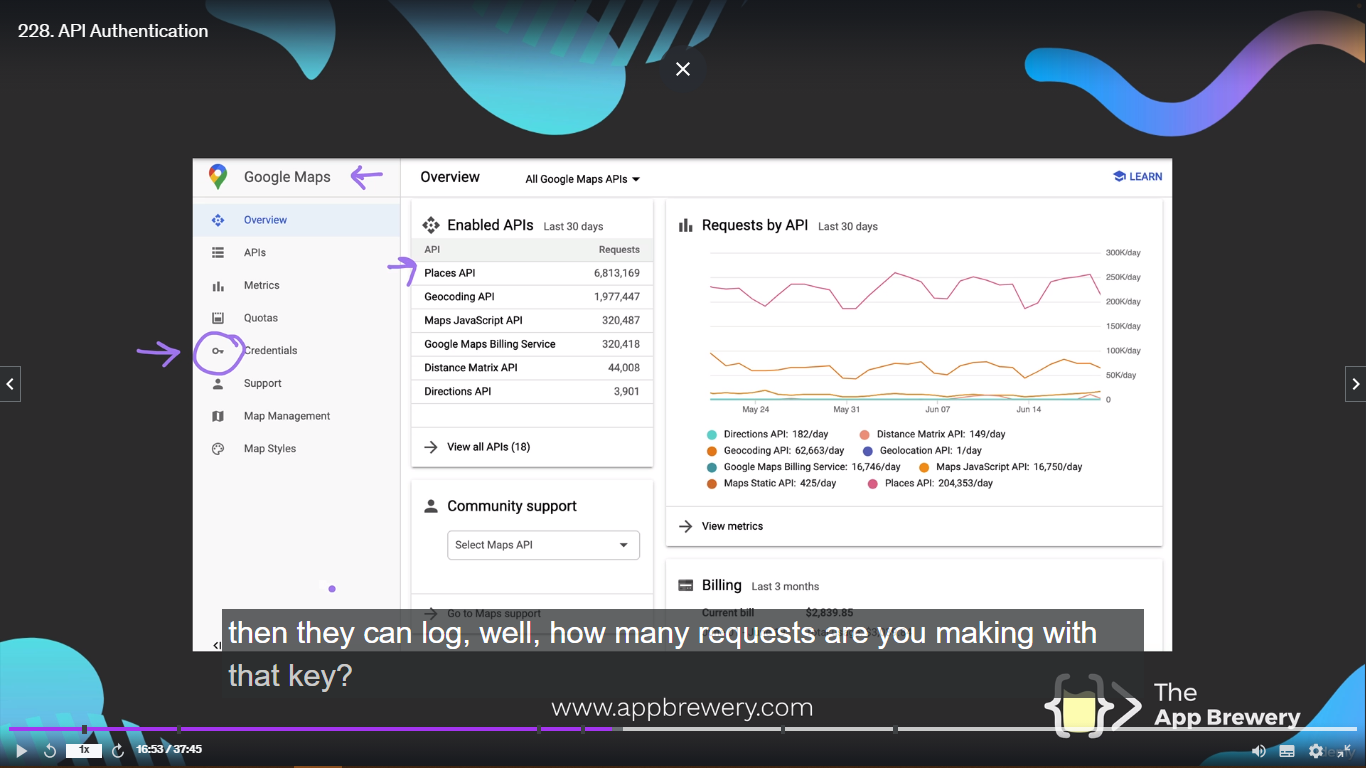 228. API Authentication
Google Maps
Overview
All Google Maps APIs
LEARN
Overview
APIs
Metrics
Quotas
Credentials
Support
Map Management
Map Styles
Enabled APIs Last 30 days
API Requests
Places API 6,813,169
Geocoding API 1,977,447
Maps JavaScript API 320,487
Google Maps Billing Service 320,418
Distance Matrix API 44,008
Directions API 3,901
View all APIs (18)
Community support
Select Maps API
Go to Maps support
Requests by API Last 30 days
300K/day
250K/day
200K/day
150K/day
100K/day
50K/day
0
May 24 May 31 Jun 07 Jun 14
Directions API: 182/day Distance Matrix API: 149/day
Geocoding API: 62,663/day Geolocation API: 1/day
Google Maps Billing Service: 16,746/day Maps JavaScript API: 16,750/day
Maps Static API: 425/day Places API: 204,353/day
View metrics
Billing Last 3 months
Current bill $2,839.85
then they can log, well, how many requests are you making with
that key?
www.appbrewery.com
The
App Brewery
1x 16:53 / 37:45